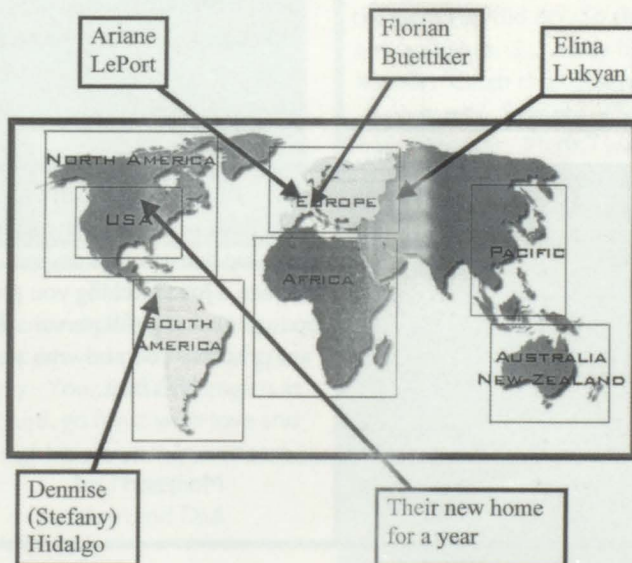 Ariane
LePort
Florian
Buettiker
Elina
Lukyan
NORTH AMERICA
USA
EUROPE
AFRICA
PACIFIC
SOUTH
AMERICA
AUSTRALIA
NEW ZEALAND
Dennise
(Stefany)
Hidalgo
Their new home
for a year